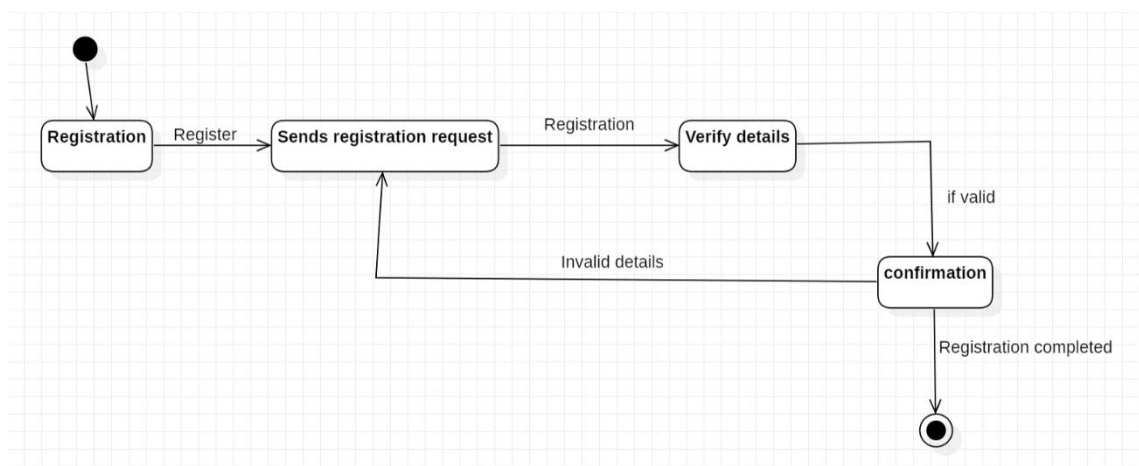 Registration
Register
Sends registration request
Registration
Verify details
if valid
Invalid details
confirmation
Registration completed